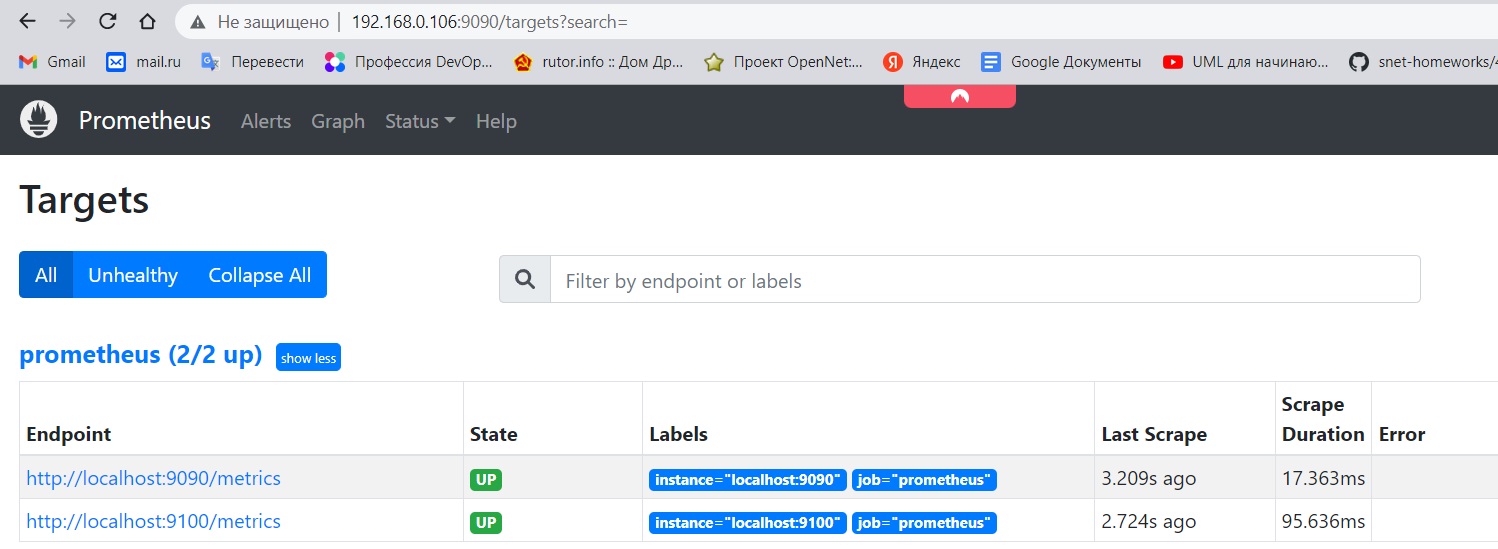 Не защищено | 192.168.0.106:9090/targets?search=
Gmail mail.ru Перевести Профессия DevOp... rutor.info :: Дом Др... Проект OpenNet:... Яндекс Google Документы UML для начинаю... snet-homeworks/4
Prometheus Alerts Graph Status Help
Targets
All Unhealthy Collapse All Filter by endpoint or labels
prometheus (2/2 up) show less
Endpoint State Labels Last Scrape Scrape Duration Error
http://localhost:9090/metrics UP instance="localhost:9090" job="prometheus" 3.209s ago 17.363ms
http://localhost:9100/metrics UP instance="localhost:9100" job="prometheus" 2.724s ago 95.636ms